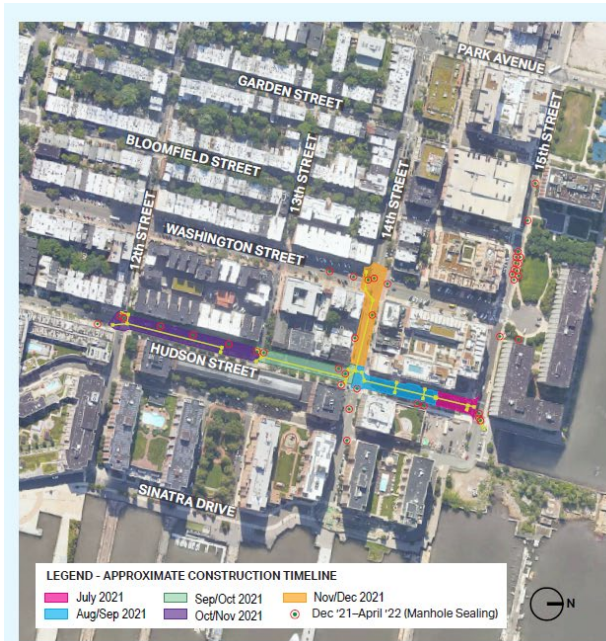 PARK AVENUE
GARDEN STREET
15th STREET
13th STREET
14th STREET
BLOOMFIELD STREET
12th STREET
WASHINGTON STREET
HUDSON STREET
SINATRA DRIVE
LEGEND - APPROXIMATE CONSTRUCTION TIMELINE
July 2021
Sep/Oct 2021
Nov/Dec 2021
Aug/Sep 2021
Oct/Nov 2021
Dec '21–April '22 (Manhole Sealing)
N